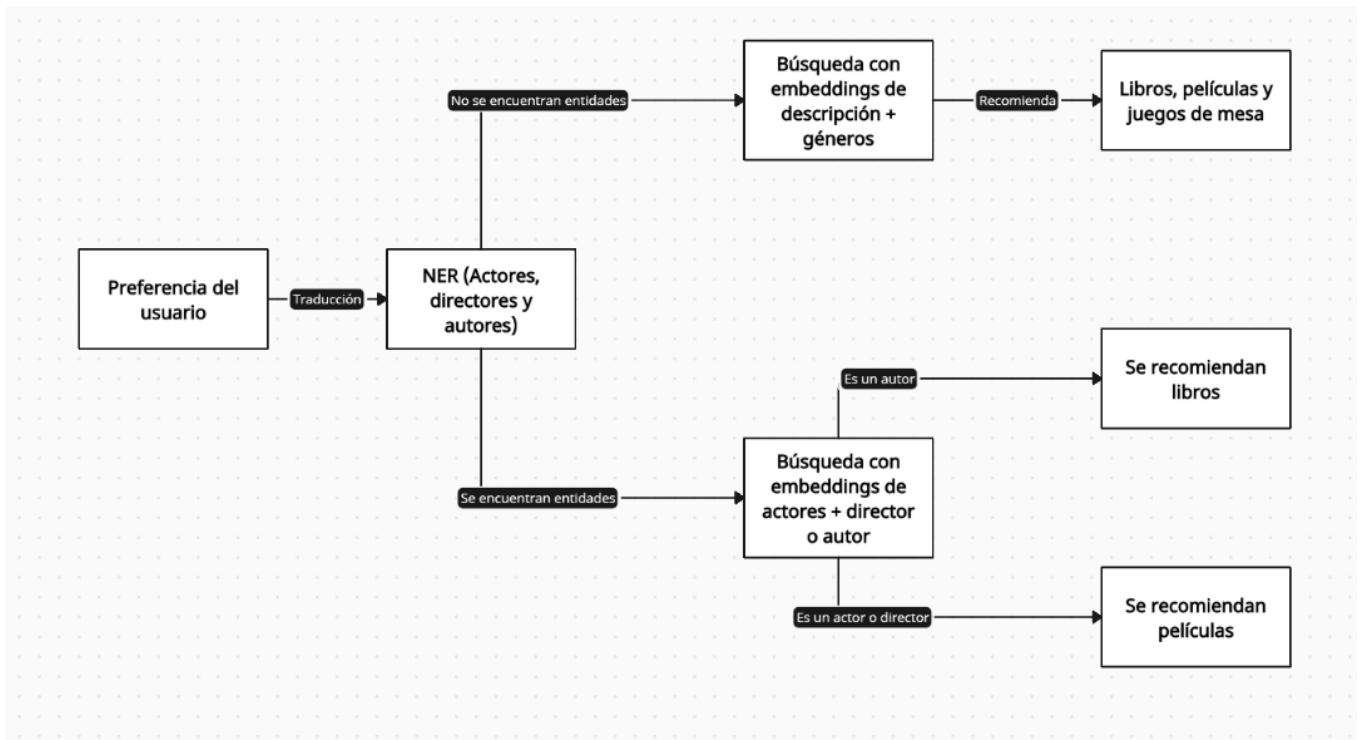 No se encuentran entidades
Búsqueda con
embeddings de
descripción +
géneros
Recomienda
Libros, películas y
juegos de mesa
Preferencia del
usuario
Traducción
NER (Actores,
directores y
autores)
Es un autor
Se recomiendan
libros
Se encuentran entidades
Búsqueda con
embeddings de
actores + director
o autor
Es un actor o director
Se recomiendan
películas